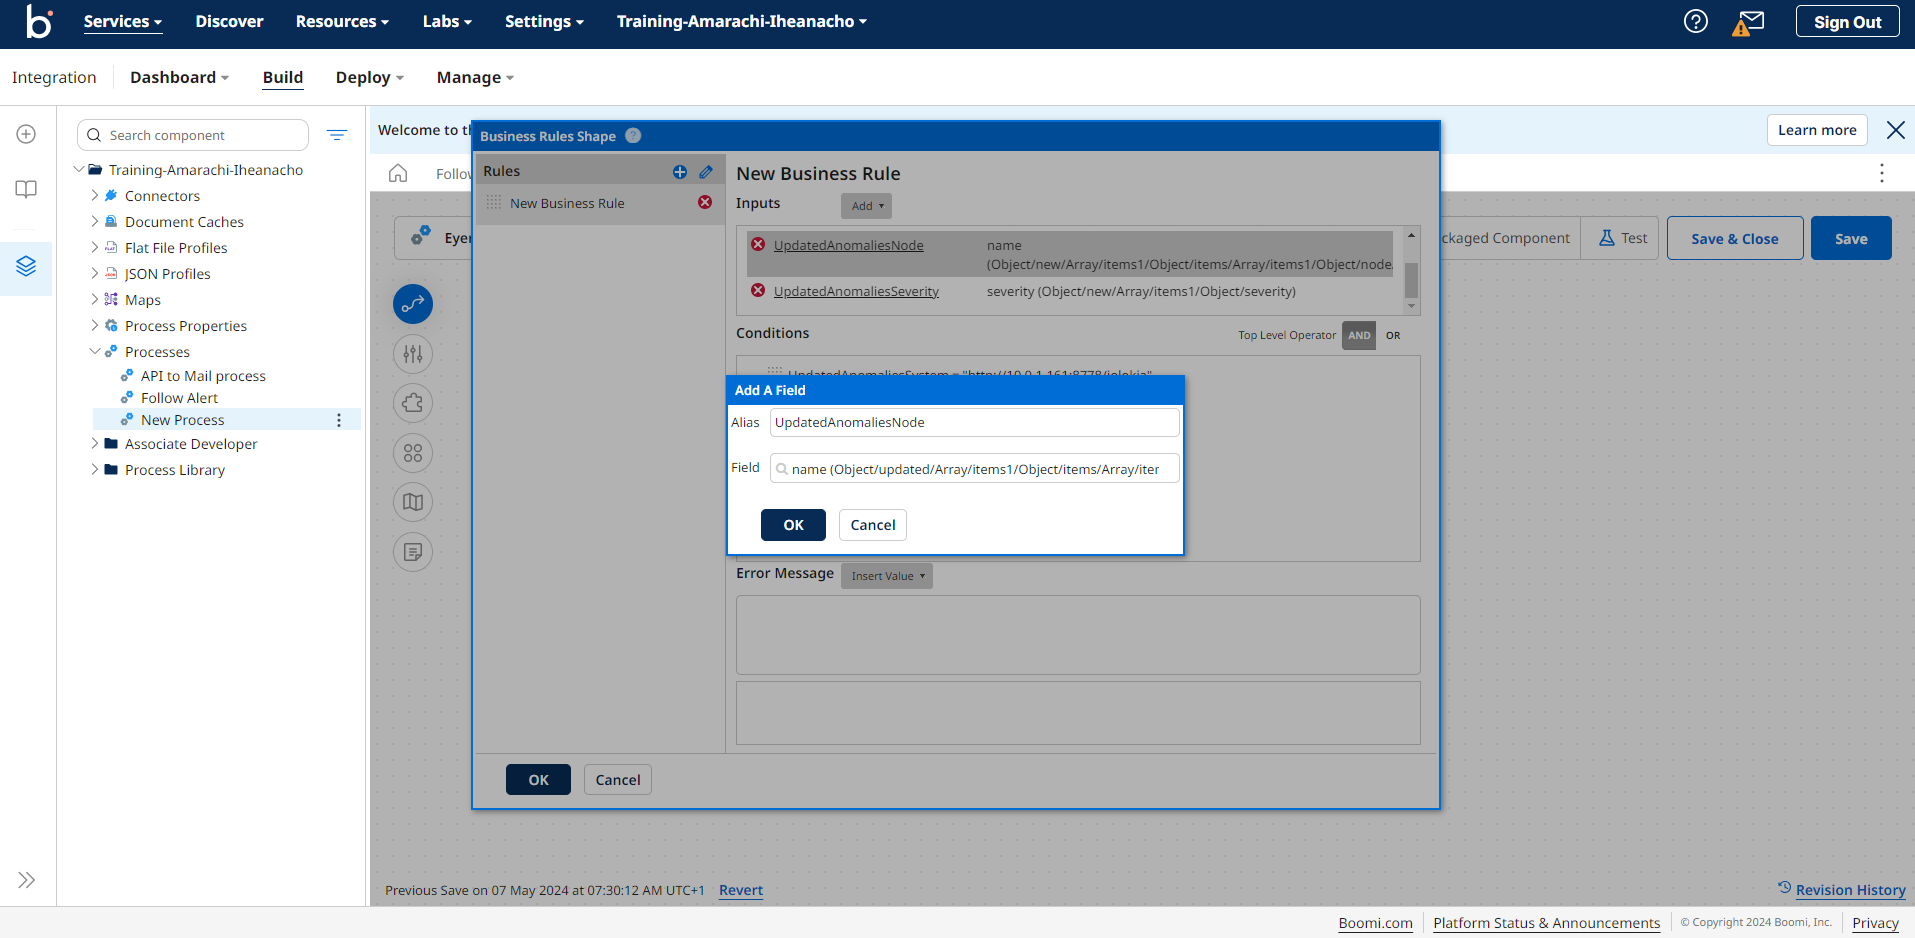 b Services Discover Resources Labs Settings Training-Amarachi-Iheanacho ? Sign Out
Integration Dashboard Build Deploy Manage
Search component
Training-Amarachi-Iheanacho
Connectors
Document Caches
Flat File Profiles
JSON Profiles
Maps
Process Properties
Processes
API to Mail process
Follow Alert
New Process
Associate Developer
Process Library
Welcome to th
Learn more
Follow
Eyer
ckaged Component Test Save & Close Save
Business Rules Shape ?
Rules
New Business Rule
New Business Rule
Inputs Add
UpdatedAnomaliesNode name
(Object/new/Array/items1/Object/items/Array/items1/Object/node
UpdatedAnomaliesSeverity severity (Object/new/Array/items1/Object/severity)
Conditions Top Level Operator AND OR
UpdatedAnomaliesSystem = "http://10.0.1.161:8778/jolokia"
Add A Field
Alias UpdatedAnomaliesNode
Field name (Object/updated/Array/items1/Object/items/Array/iter
OK Cancel
Error Message Insert Value
OK Cancel
Previous Save on 07 May 2024 at 07:30:12 AM UTC+1 Revert
Revision History
Boomi.com Platform Status & Announcements © Copyright 2024 Boomi, Inc. Privacy